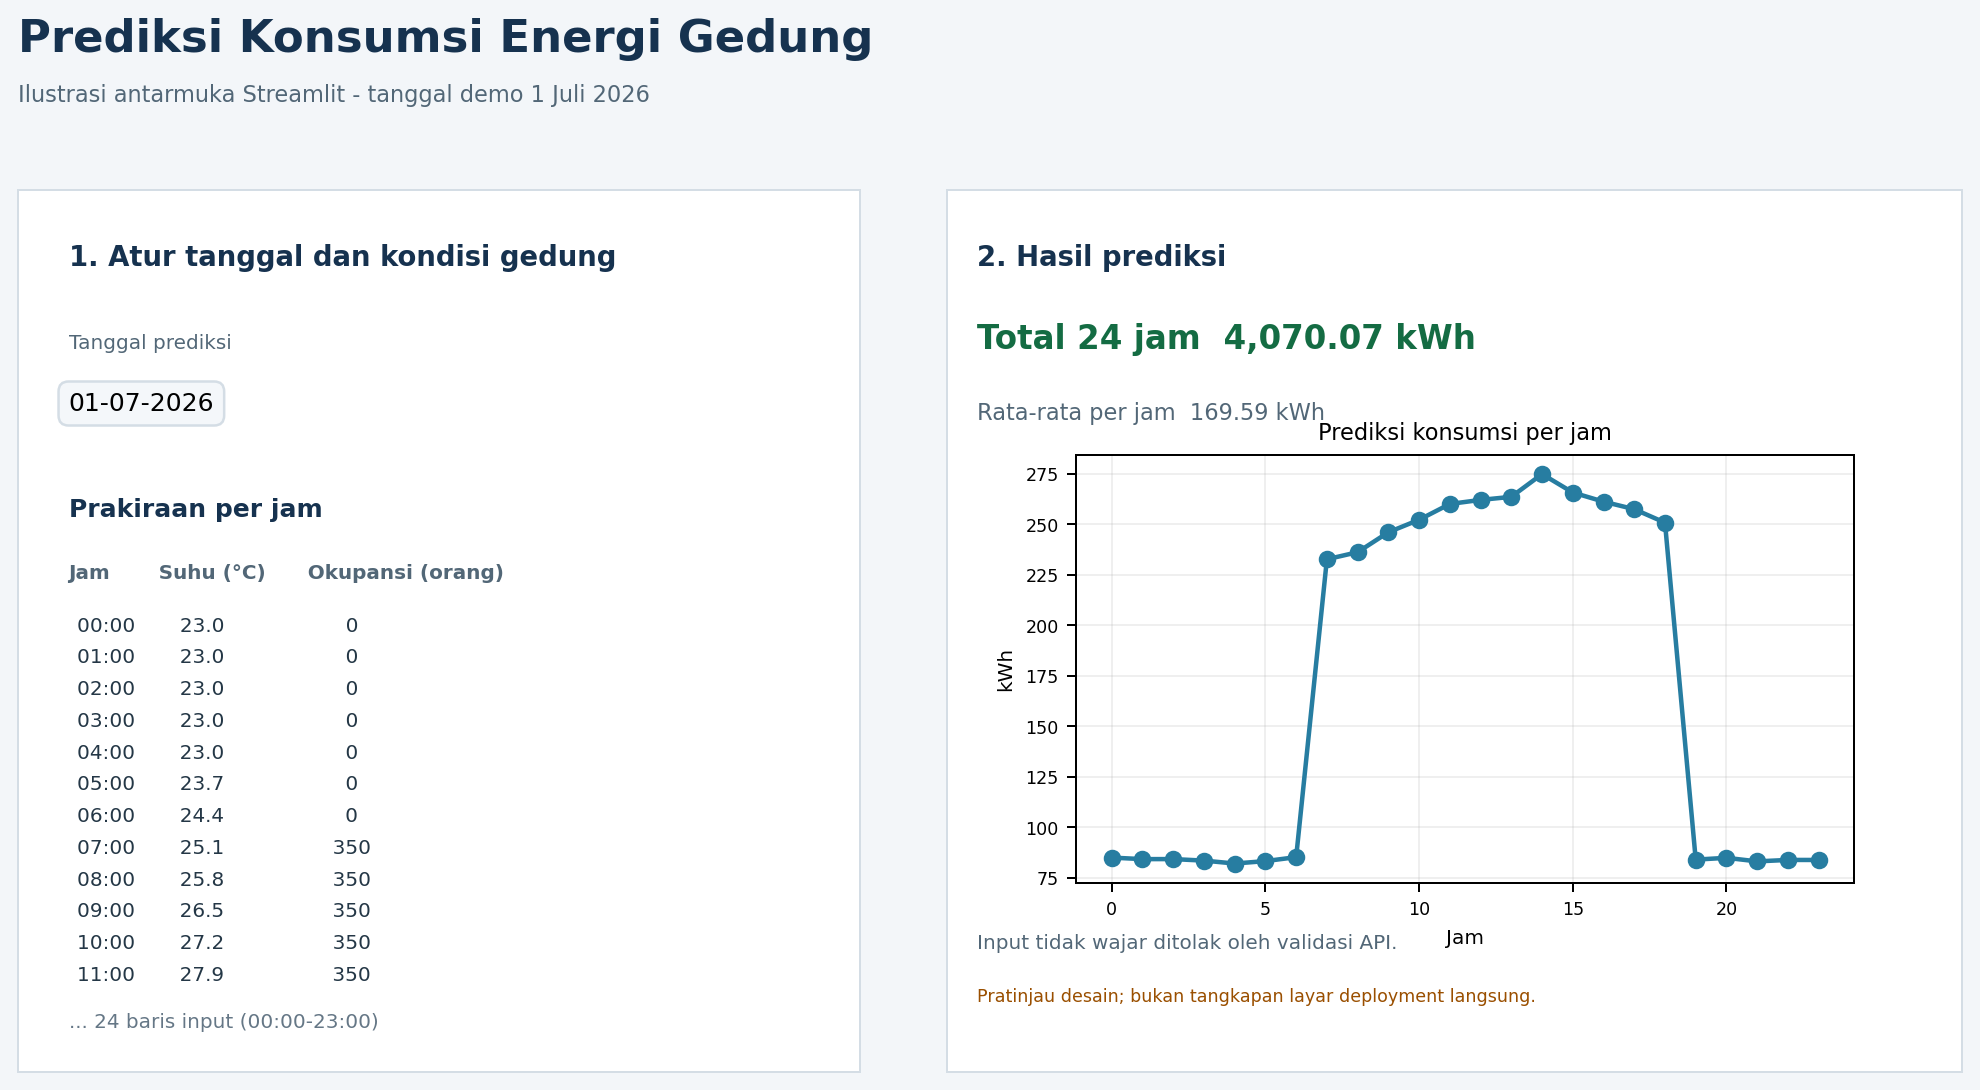 Prediksi Konsumsi Energi Gedung
Ilustrasi antarmuka Streamlit - tanggal demo 1 Juli 2026
1. Atur tanggal dan kondisi gedung
Tanggal prediksi
01-07-2026
Prakiraan per jam
Jam Suhu (°C) Okupansi (orang)
00:00 23.0 0
01:00 23.0 0
02:00 23.0 0
03:00 23.0 0
04:00 23.0 0
05:00 23.7 0
06:00 24.4 0
07:00 25.1 350
08:00 25.8 350
09:00 26.5 350
10:00 27.2 350
11:00 27.9 350
... 24 baris input (00:00-23:00)
2. Hasil prediksi
Total 24 jam 4,070.07 kWh
Rata-rata per jam 169.59 kWh
Prediksi konsumsi per jam
275
250
225
200
175
150
125
100
75
kWh
0 5 10 15 20
Jam
Input tidak wajar ditolak oleh validasi API.
Pratinjau desain; bukan tangkapan layar deployment langsung.